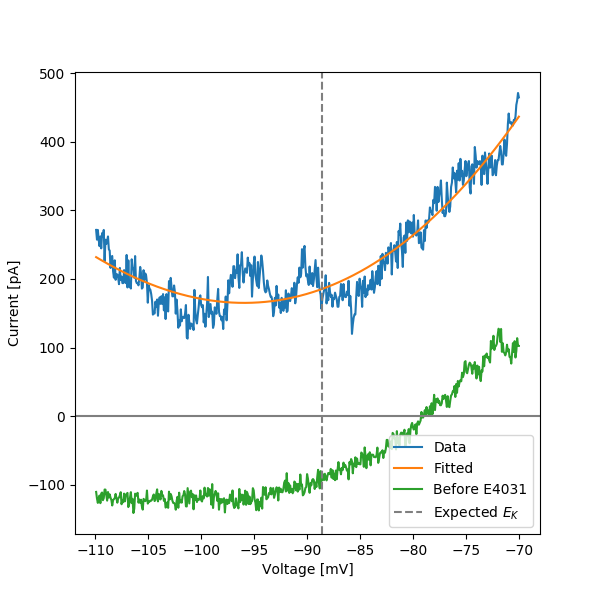 500
400
300
200
100
0
−100
Current [pA]
Data
Fitted
Before E4031
Expected E_K
−110 −105 −100 −95 −90 −85 −80 −75 −70
Voltage [mV]